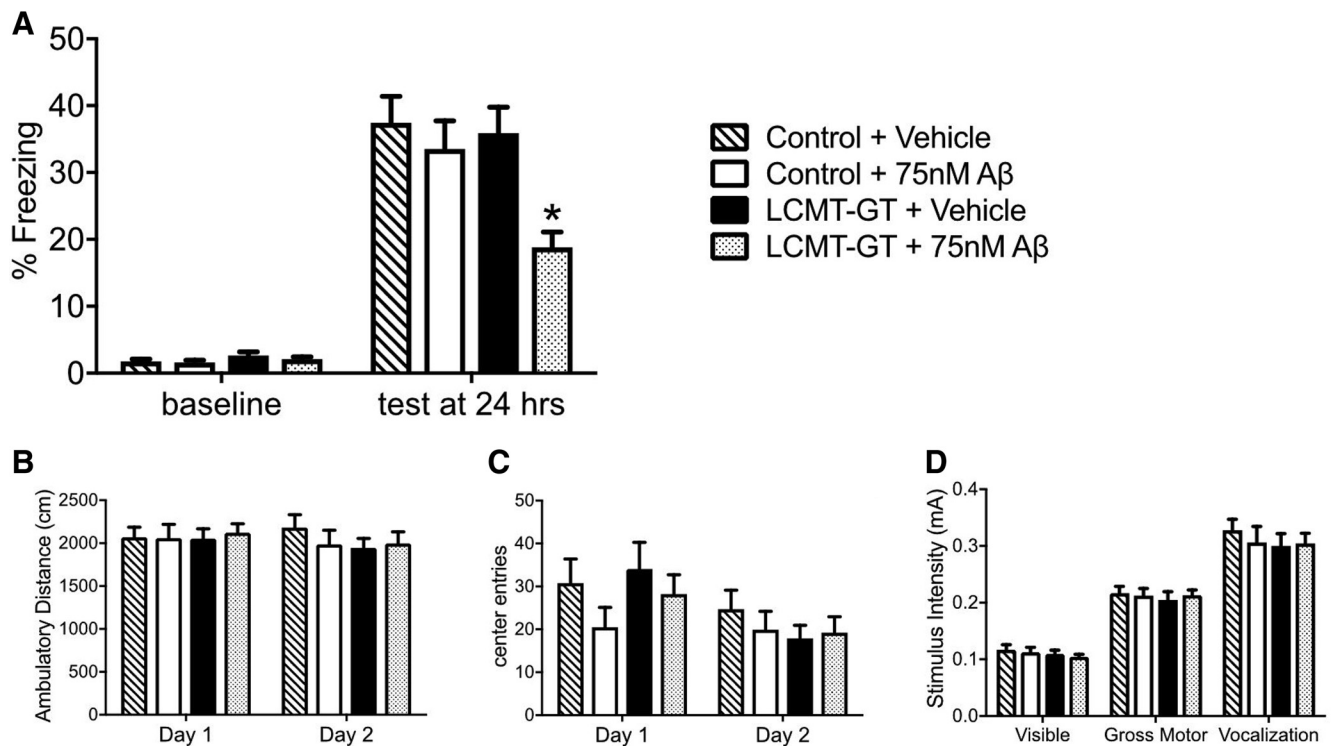 A
50
40
30
20
10
0
% Freezing
*
baseline
test at 24 hrs
Control + Vehicle
Control + 75nM Aβ
LCMT-GT + Vehicle
LCMT-GT + 75nM Aβ
B
2500
2000
1500
1000
500
0
Ambulatory Distance (cm)
Day 1
Day 2
C
50
40
30
20
10
0
center entries
Day 1
Day 2
D
0.4
0.3
0.2
0.1
0.0
Stimulus Intensity (mA)
Visible
Gross Motor
Vocalization